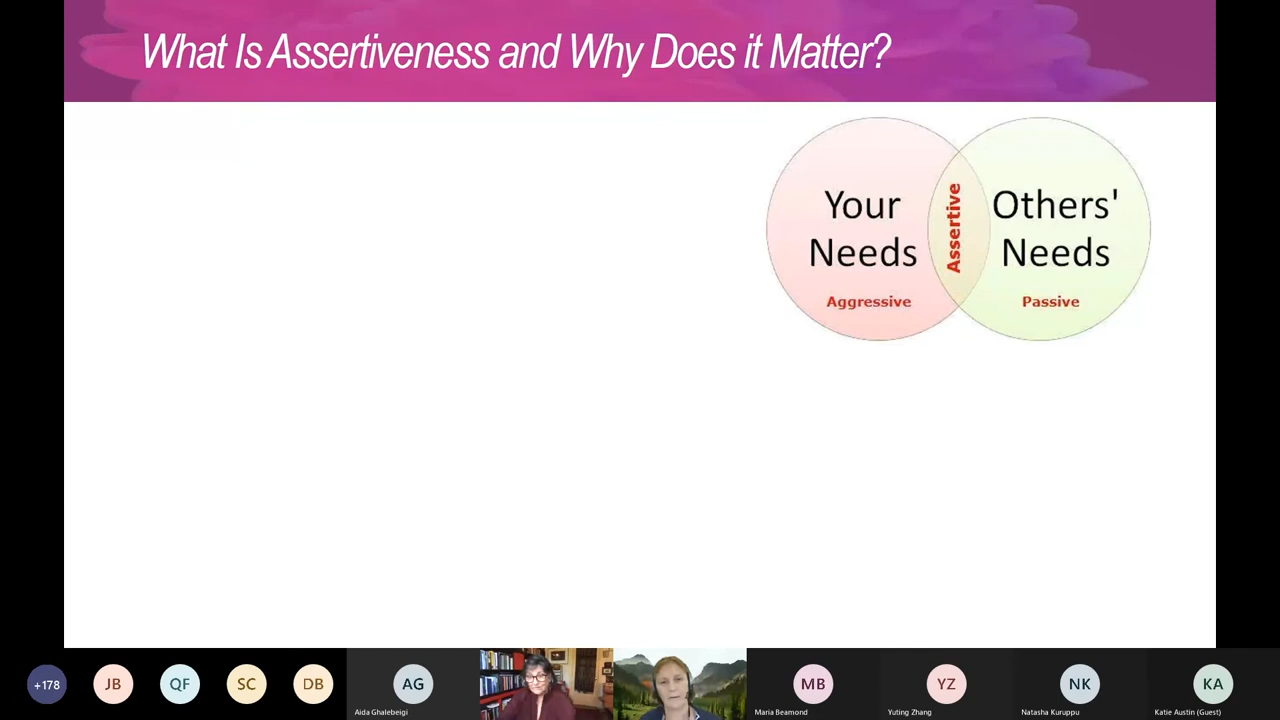 What Is Assertiveness and Why Does it Matter?
Your
Needs
Aggressive
Assertive
Others'
Needs
Passive
+178
JB
QF
SC
DB
AG
Aida Ghalebeigi
MB
Maria Beamond
YZ
Yuting Zhang
NK
Natasha Kuruppu
KA
Katie Austin (Guest)